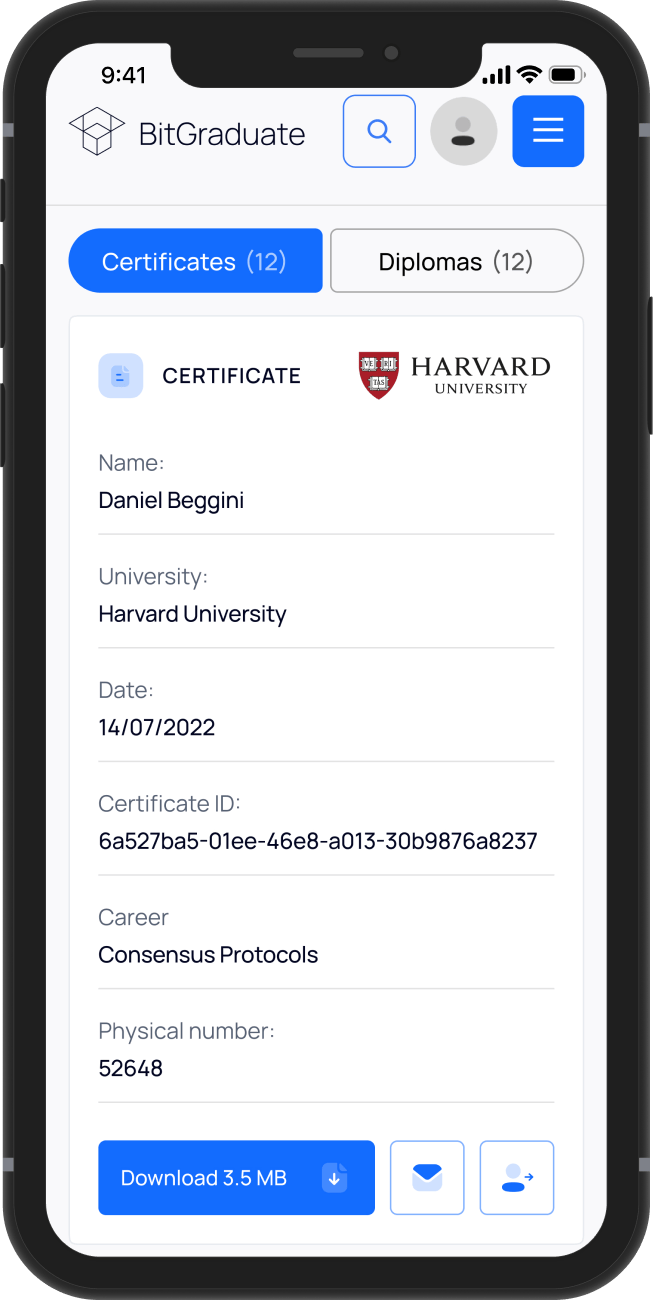 9:41
BitGraduate
Certificates (12)
Diplomas (12)
CERTIFICATE
VE RI TAS
HARVARD
UNIVERSITY
Name:
Daniel Beggini
University:
Harvard University
Date:
14/07/2022
Certificate ID:
6a527ba5-01ee-46e8-a013-30b9876a8237
Career
Consensus Protocols
Physical number:
52648
Download 3.5 MB